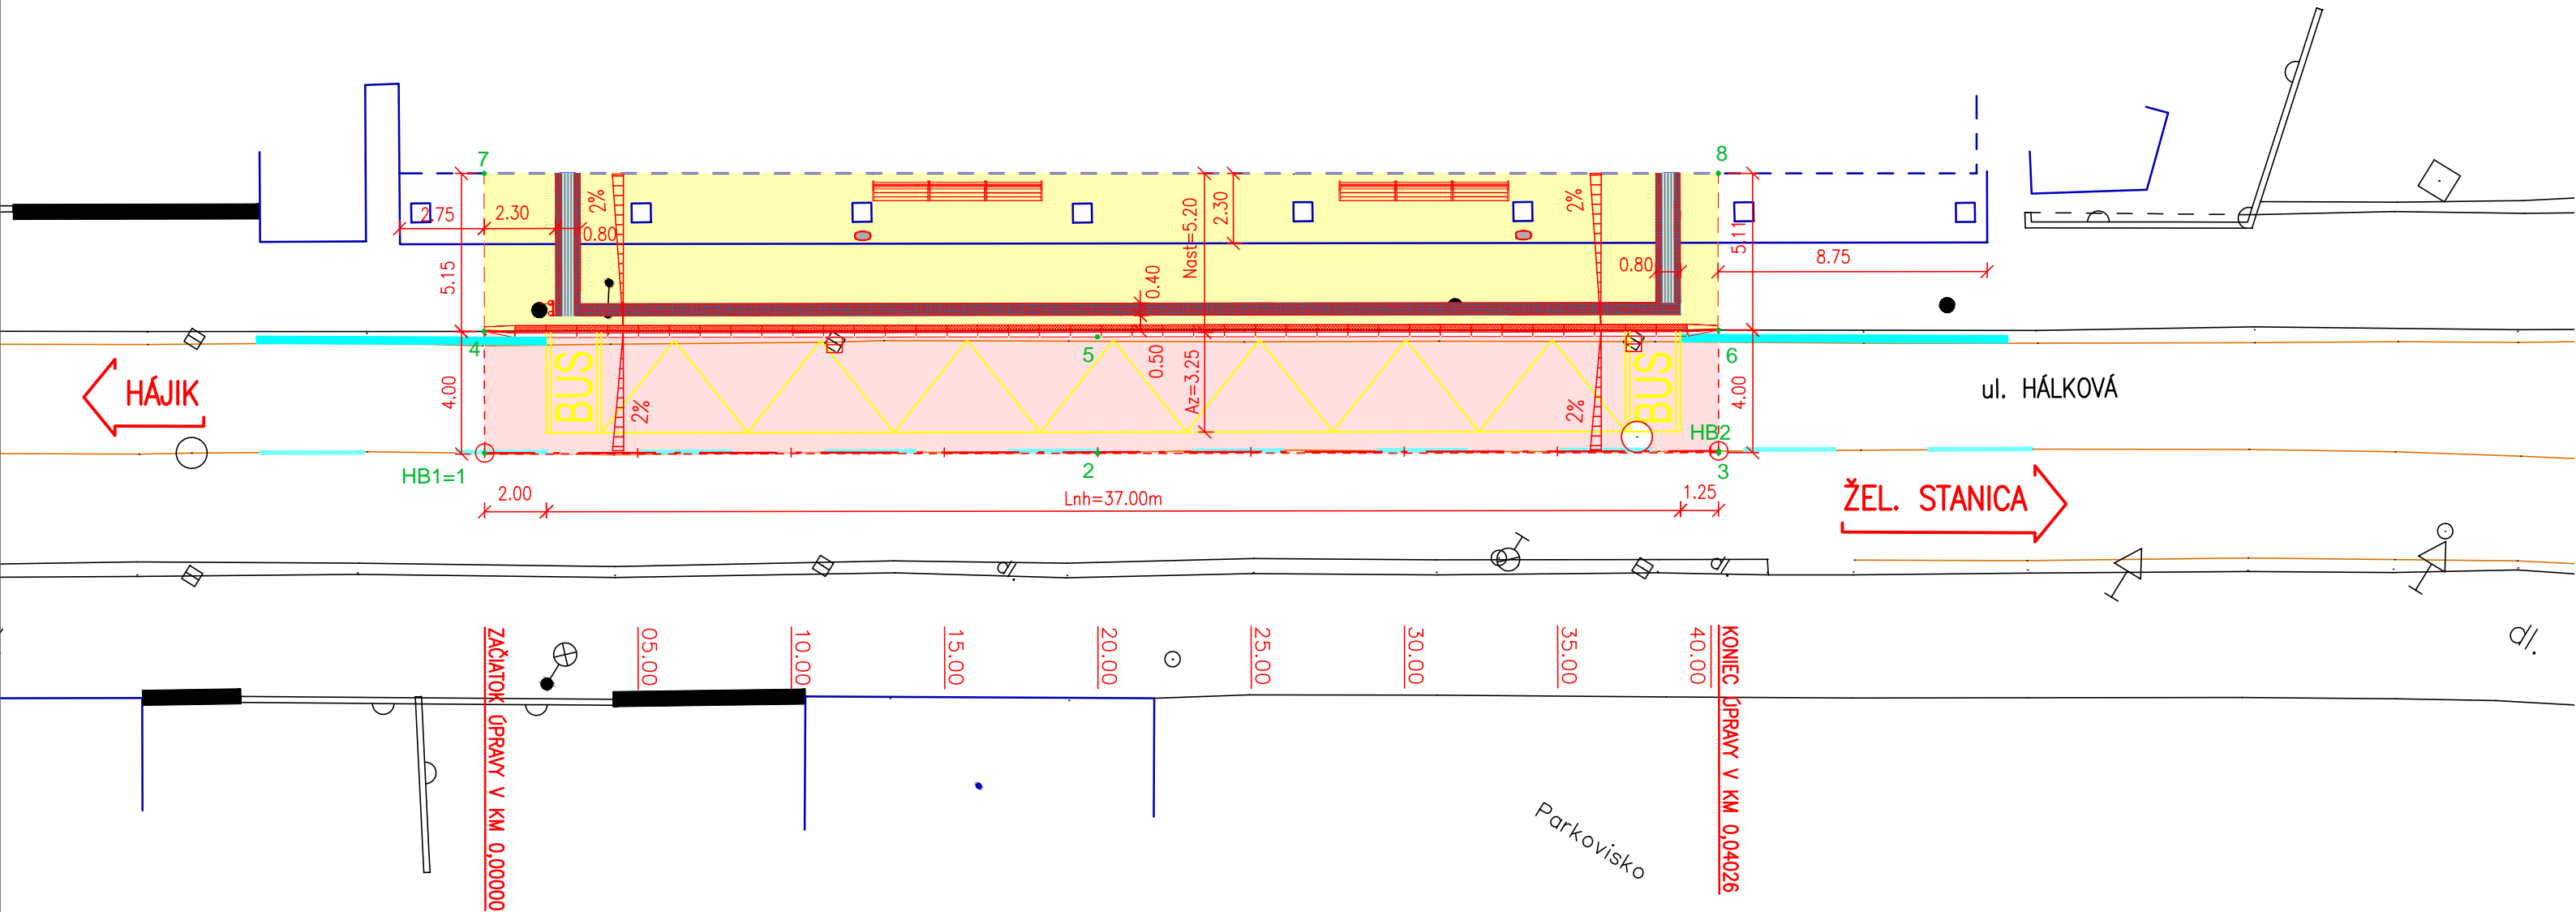 7
8
2.75
2.30
2%
0.80
Nast=5.20
2.30
2%
5.11
5.15
0.40
0.80
8.75
4
5
6
HÁJIK
4.00
BUS
2%
0.50
Az=3.25
2%
BUS
4.00
ul. HÁLKOVÁ
HB1=1
2
HB2
3
2.00
Lnh=37.00m
1.25
ŽEL. STANICA
dl.
dl.
ZAČIATOK ÚPRAVY V KM 0,00000
05.00
10.00
15.00
20.00
25.00
30.00
35.00
40.00
KONIEC ÚPRAVY V KM 0,04026
dl.
Parkovisko